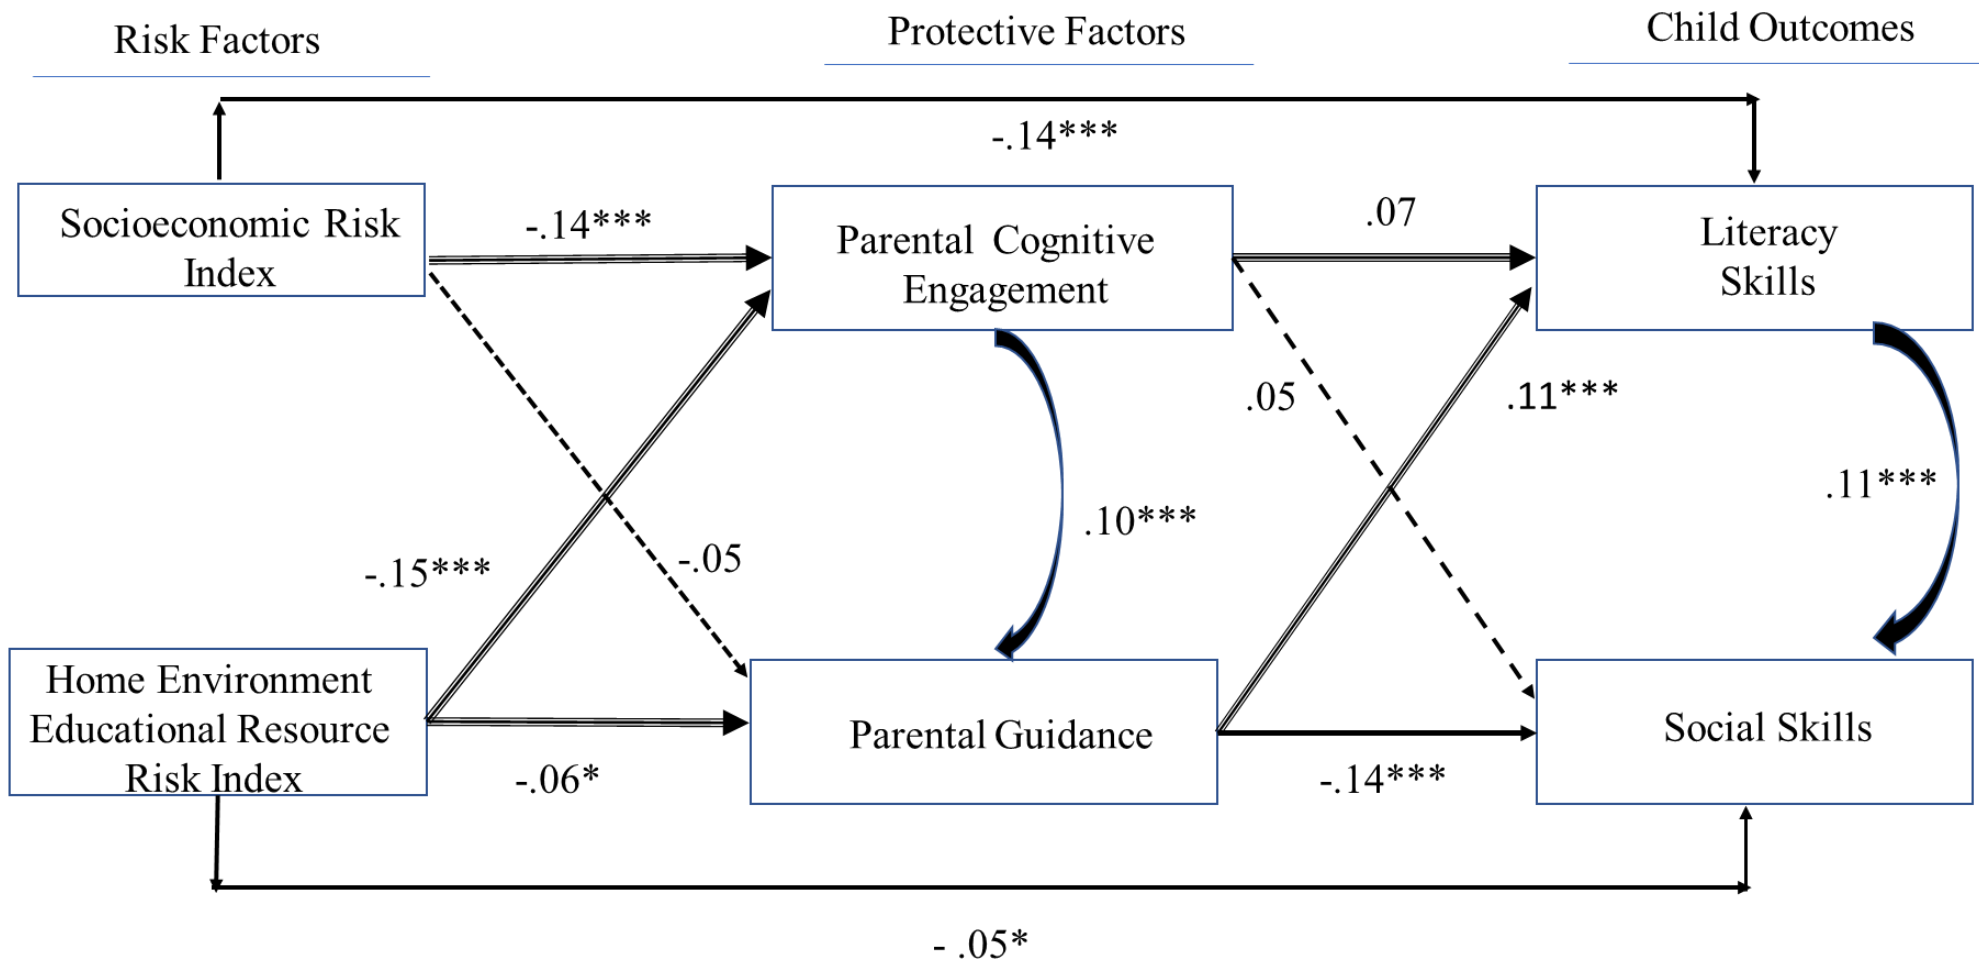 Risk Factors
Protective Factors
Child Outcomes
-.14***
Socioeconomic Risk
Index
-.14***
Parental Cognitive
Engagement
.07
Literacy
Skills
.05
.11***
.11***
.10***
-.15***
-.05
Home Environment
Educational Resource
Risk Index
-.06*
Parental Guidance
-.14***
Social Skills
- .05*